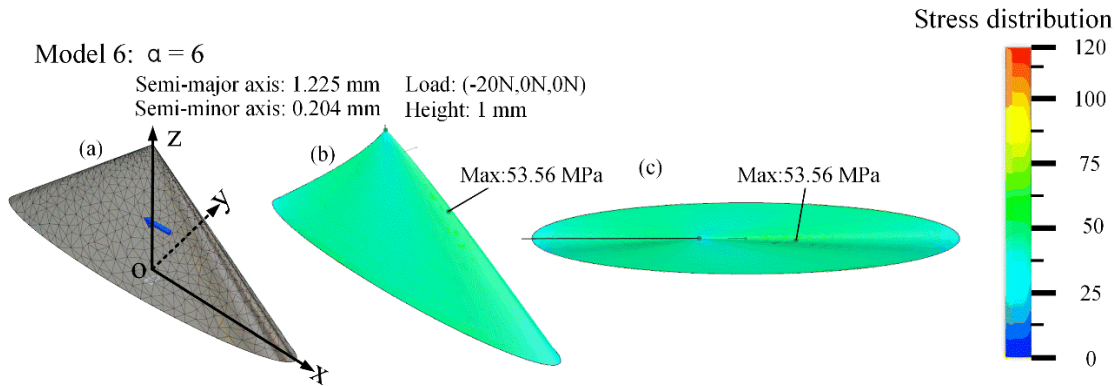 Stress distribution
Model 6: α = 6
Semi-major axis: 1.225 mm Load: (-20N,0N,0N)
Semi-minor axis: 0.204 mm Height: 1 mm
(a)
z
y
o
x
(b)
Max:53.56 MPa
(c)
Max:53.56 MPa
120
100
75
50
25
0